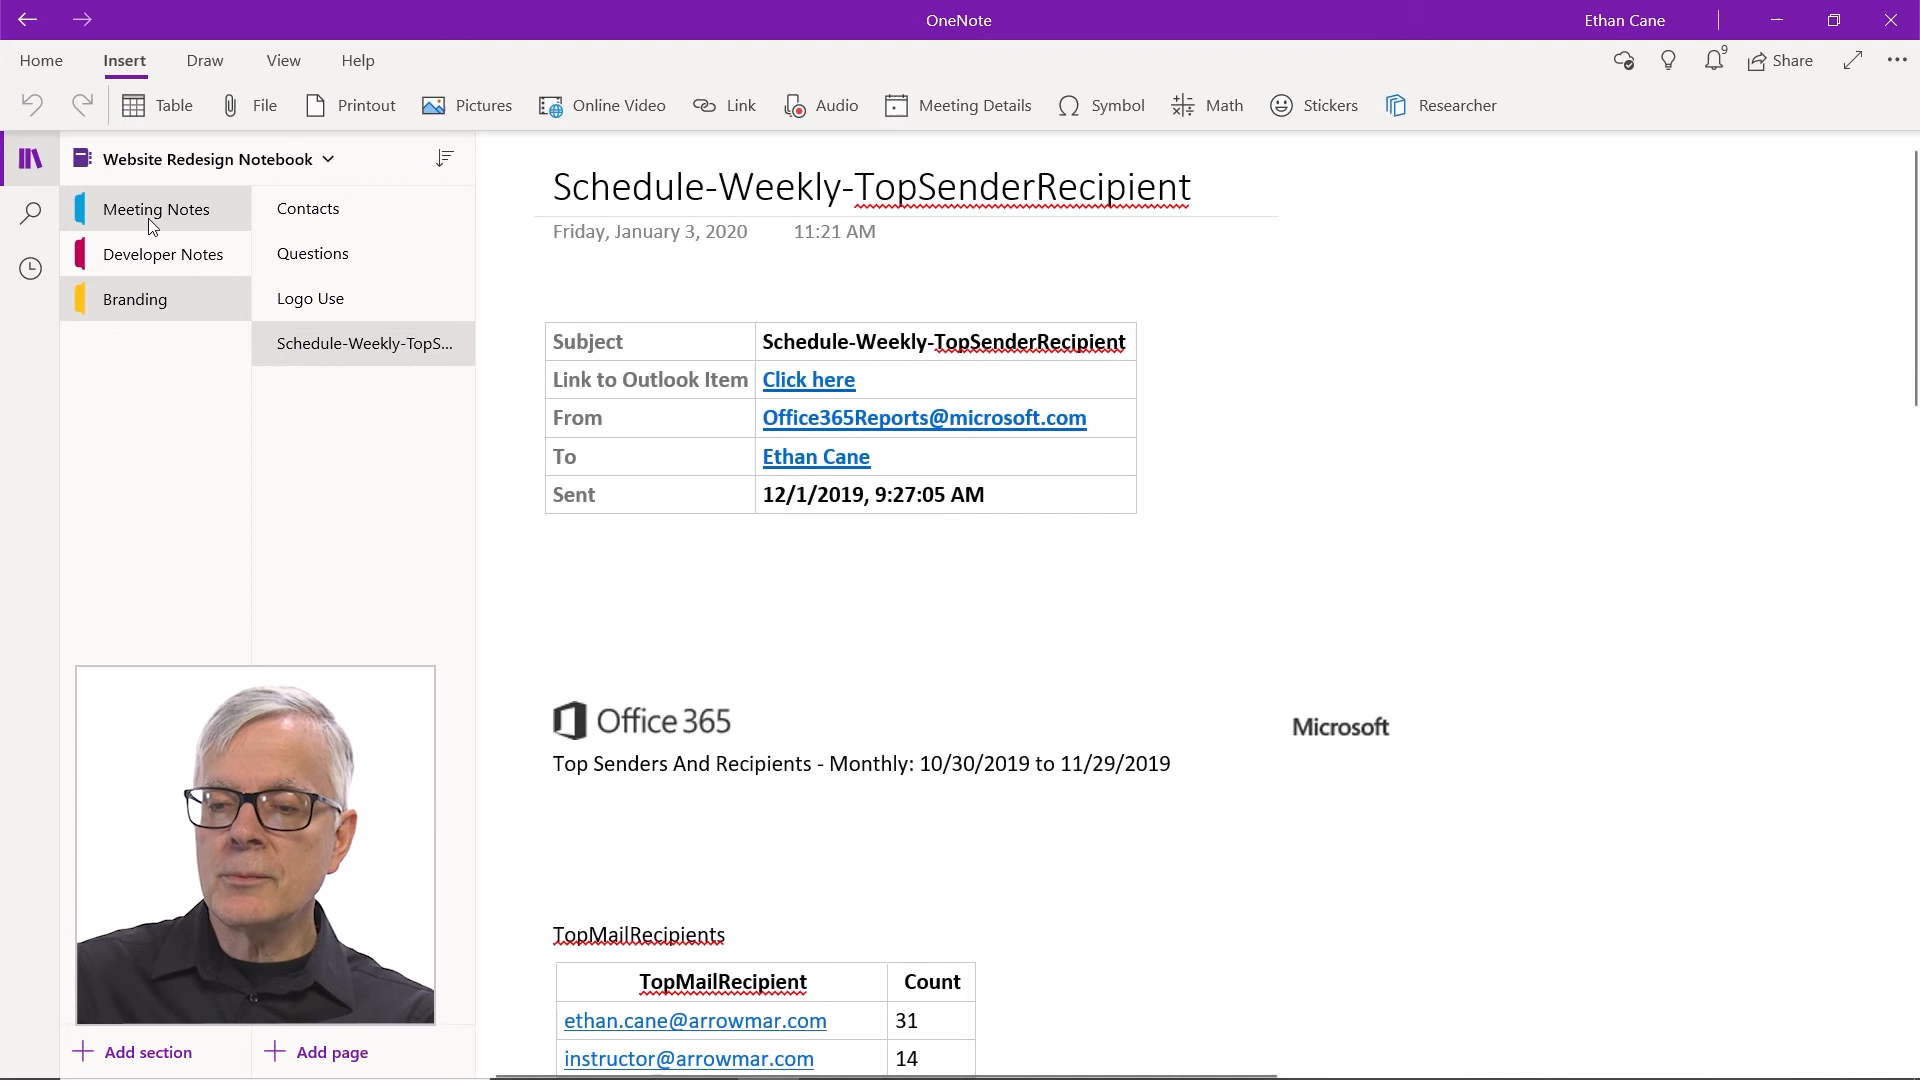 OneNote
Ethan Cane
Home Insert Draw View Help
9
Share
Table File Printout Pictures Online Video Link Audio Meeting Details Symbol Math Stickers Researcher
Website Redesign Notebook
Meeting Notes
Developer Notes
Branding
Contacts
Questions
Logo Use
Schedule-Weekly-TopS...
Add section
Add page
Schedule-Weekly-TopSenderRecipient
Friday, January 3, 2020 11:21 AM
Subject Schedule-Weekly-TopSenderRecipient
Link to Outlook Item Click here
From Office365Reports@microsoft.com
To Ethan Cane
Sent 12/1/2019, 9:27:05 AM
Office 365
Microsoft
Top Senders And Recipients - Monthly: 10/30/2019 to 11/29/2019
TopMailRecipients
TopMailRecipient Count
ethan.cane@arrowmar.com 31
instructor@arrowmar.com 14